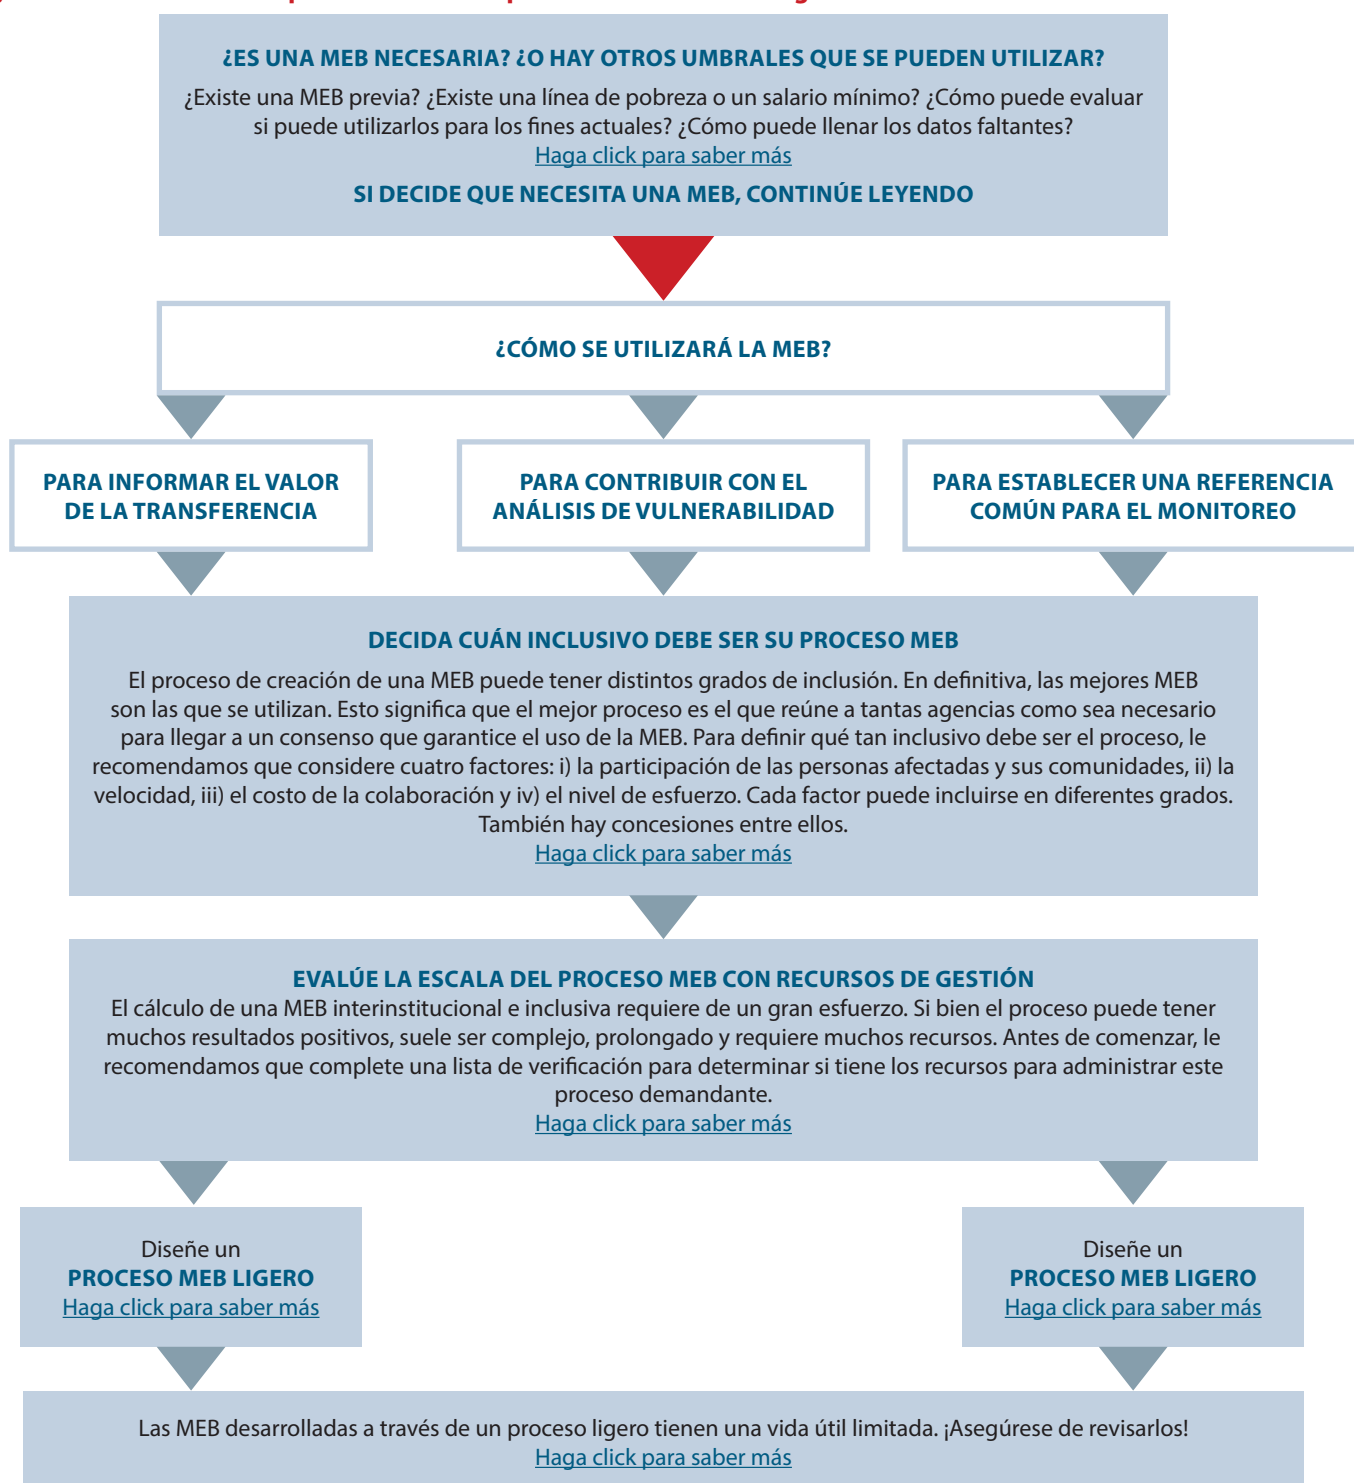 ¿ES UNA MEB NECESARIA? ¿O HAY OTROS UMBRALES QUE SE PUEDEN UTILIZAR?
¿Existe una MEB previa? ¿Existe una línea de pobreza o un salario mínimo? ¿Cómo puede evaluar
si puede utilizarlos para los fines actuales? ¿Cómo puede llenar los datos faltantes?
Haga click para saber más
SI DECIDE QUE NECESITA UNA MEB, CONTINÚE LEYENDO
¿CÓMO SE UTILIZARÁ LA MEB?
PARA INFORMAR EL VALOR
DE LA TRANSFERENCIA
PARA CONTRIBUIR CON EL
ANÁLISIS DE VULNERABILIDAD
PARA ESTABLECER UNA REFERENCIA
COMÚN PARA EL MONITOREO
DECIDA CUÁN INCLUSIVO DEBE SER SU PROCESO MEB
El proceso de creación de una MEB puede tener distintos grados de inclusión. En definitiva, las mejores MEB
son las que se utilizan. Esto significa que el mejor proceso es el que reúne a tantas agencias como sea necesario
para llegar a un consenso que garantice el uso de la MEB. Para definir qué tan inclusivo debe ser el proceso, le
recomendamos que considere cuatro factores: i) la participación de las personas afectadas y sus comunidades, ii) la
velocidad, iii) el costo de la colaboración y iv) el nivel de esfuerzo. Cada factor puede incluirse en diferentes grados.
También hay concesiones entre ellos.
Haga click para saber más
EVALÚE LA ESCALA DEL PROCESO MEB CON RECURSOS DE GESTIÓN
El cálculo de una MEB interinstitucional e inclusiva requiere de un gran esfuerzo. Si bien el proceso puede tener
muchos resultados positivos, suele ser complejo, prolongado y requiere muchos recursos. Antes de comenzar, le
recomendamos que complete una lista de verificación para determinar si tiene los recursos para administrar este
proceso demandante.
Haga click para saber más
Diseñe un
PROCESO MEB LIGERO
Haga click para saber más
Diseñe un
PROCESO MEB LIGERO
Haga click para saber más
Las MEB desarrolladas a través de un proceso ligero tienen una vida útil limitada. ¡Asegúrese de revisarlos!
Haga click para saber más